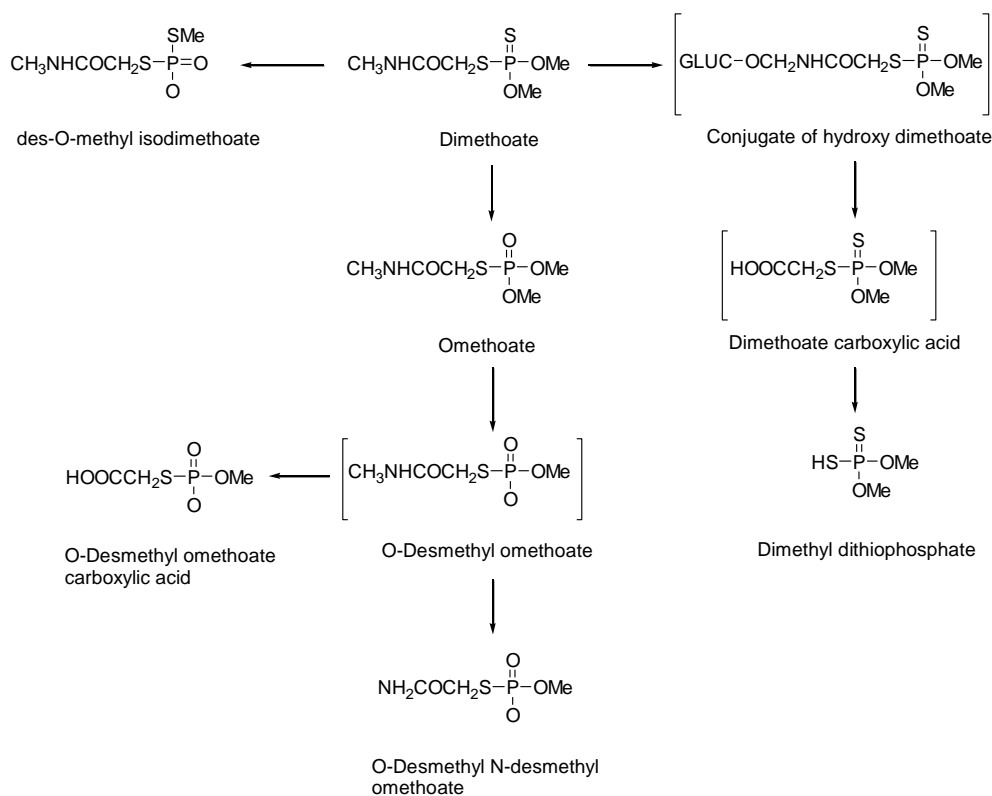 SMe
CH3NHCOCH2S-P=O
O
des-O-methyl isodimethoate
S
CH3NHCOCH2S-P-OMe
OMe
Dimethoate
S
GLUC-OCH2NHCOCH2S-P-OMe
OMe
Conjugate of hydroxy dimethoate
O
CH3NHCOCH2S-P-OMe
OMe
Omethoate
S
HOOCCH2S-P-OMe
OMe
Dimethoate carboxylic acid
O
HOOCCH2S-P-OMe
O
O-Desmethyl omethoate
carboxylic acid
O
CH3NHCOCH2S-P-OMe
O
O-Desmethyl omethoate
S
HS-P-OMe
OMe
Dimethyl dithiophosphate
O
NH2COCH2S-P-OMe
O
O-Desmethyl N-desmethyl
omethoate